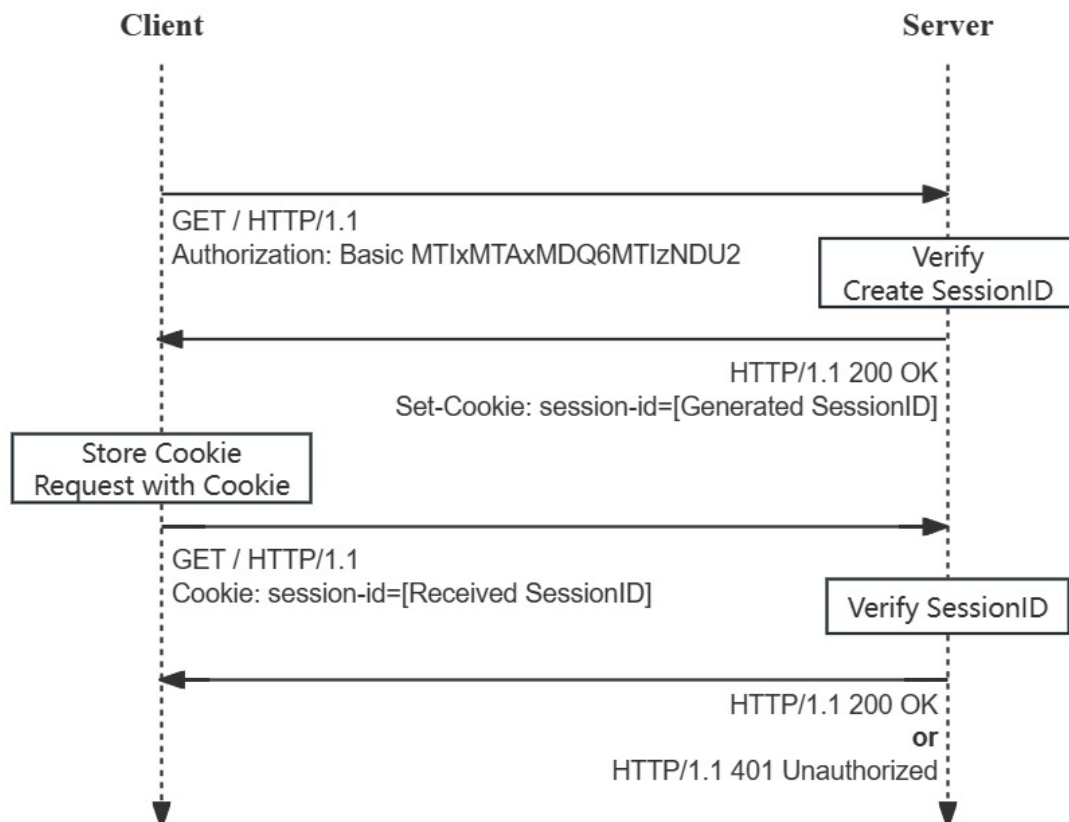 Client
Server
GET / HTTP/1.1
Authorization: Basic MTIxMTAxMDQ6MTIzNDU2
Verify
Create SessionID
HTTP/1.1 200 OK
Set-Cookie: session-id=[Generated SessionID]
Store Cookie
Request with Cookie
GET / HTTP/1.1
Cookie: session-id=[Received SessionID]
Verify SessionID
HTTP/1.1 200 OK
or
HTTP/1.1 401 Unauthorized